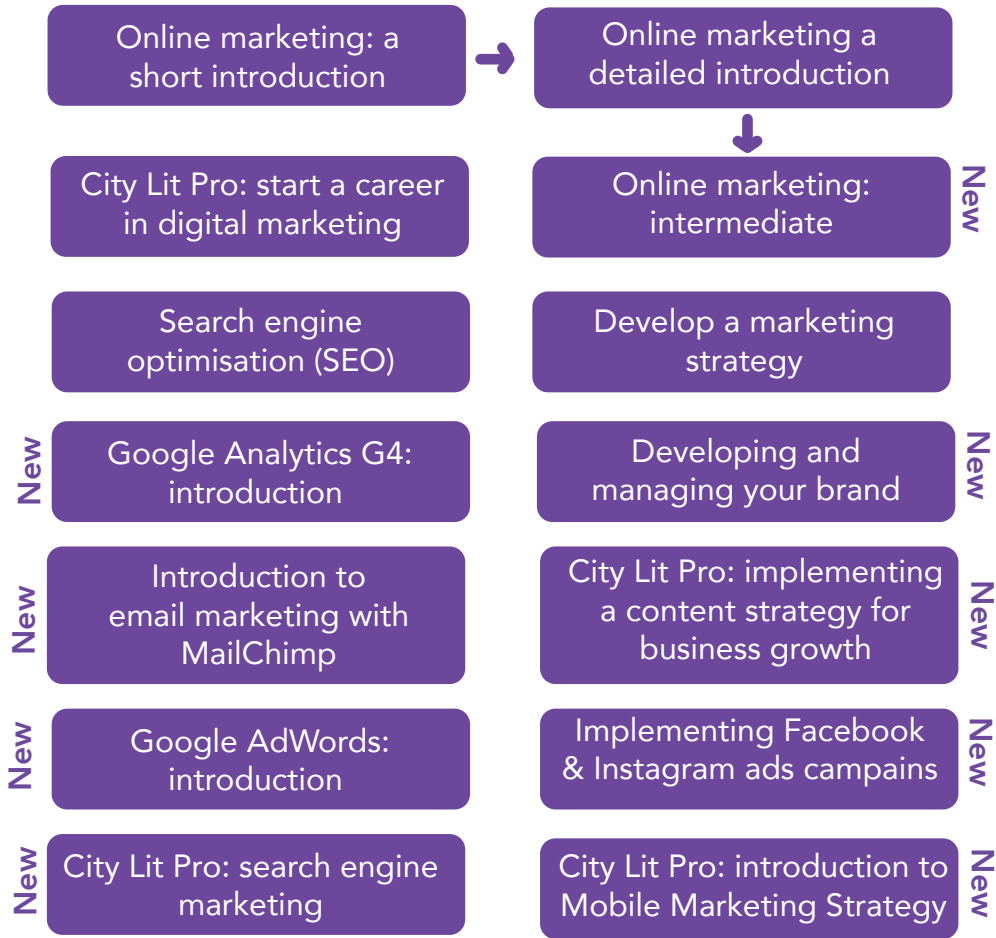 Online marketing: a
short introduction
Online marketing a
detailed introduction
City Lit Pro: start a career
in digital marketing
Online marketing:
intermediate
New
Search engine
optimisation (SEO)
Develop a marketing
strategy
New
Google Analytics G4:
introduction
Developing and
managing your brand
New
New
Introduction to
email marketing with
MailChimp
City Lit Pro: implementing
a content strategy for
business growth
New
New
Google AdWords:
introduction
Implementing Facebook
& Instagram ads campains
New
New
City Lit Pro: search engine
marketing
City Lit Pro: introduction to
Mobile Marketing Strategy
New